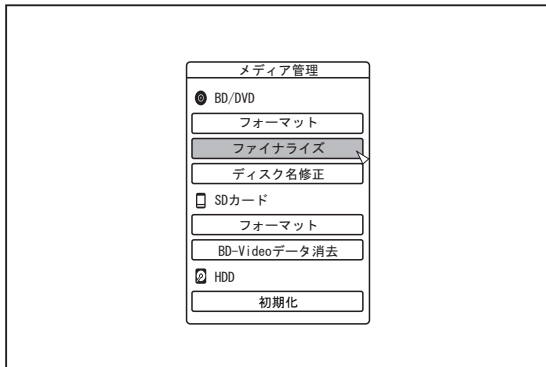 メディア管理
BD/DVD
フォーマット
ファイナライズ
ディスク名修正
SDカード
フォーマット
BD-Videoデータ消去
HDD
初期化